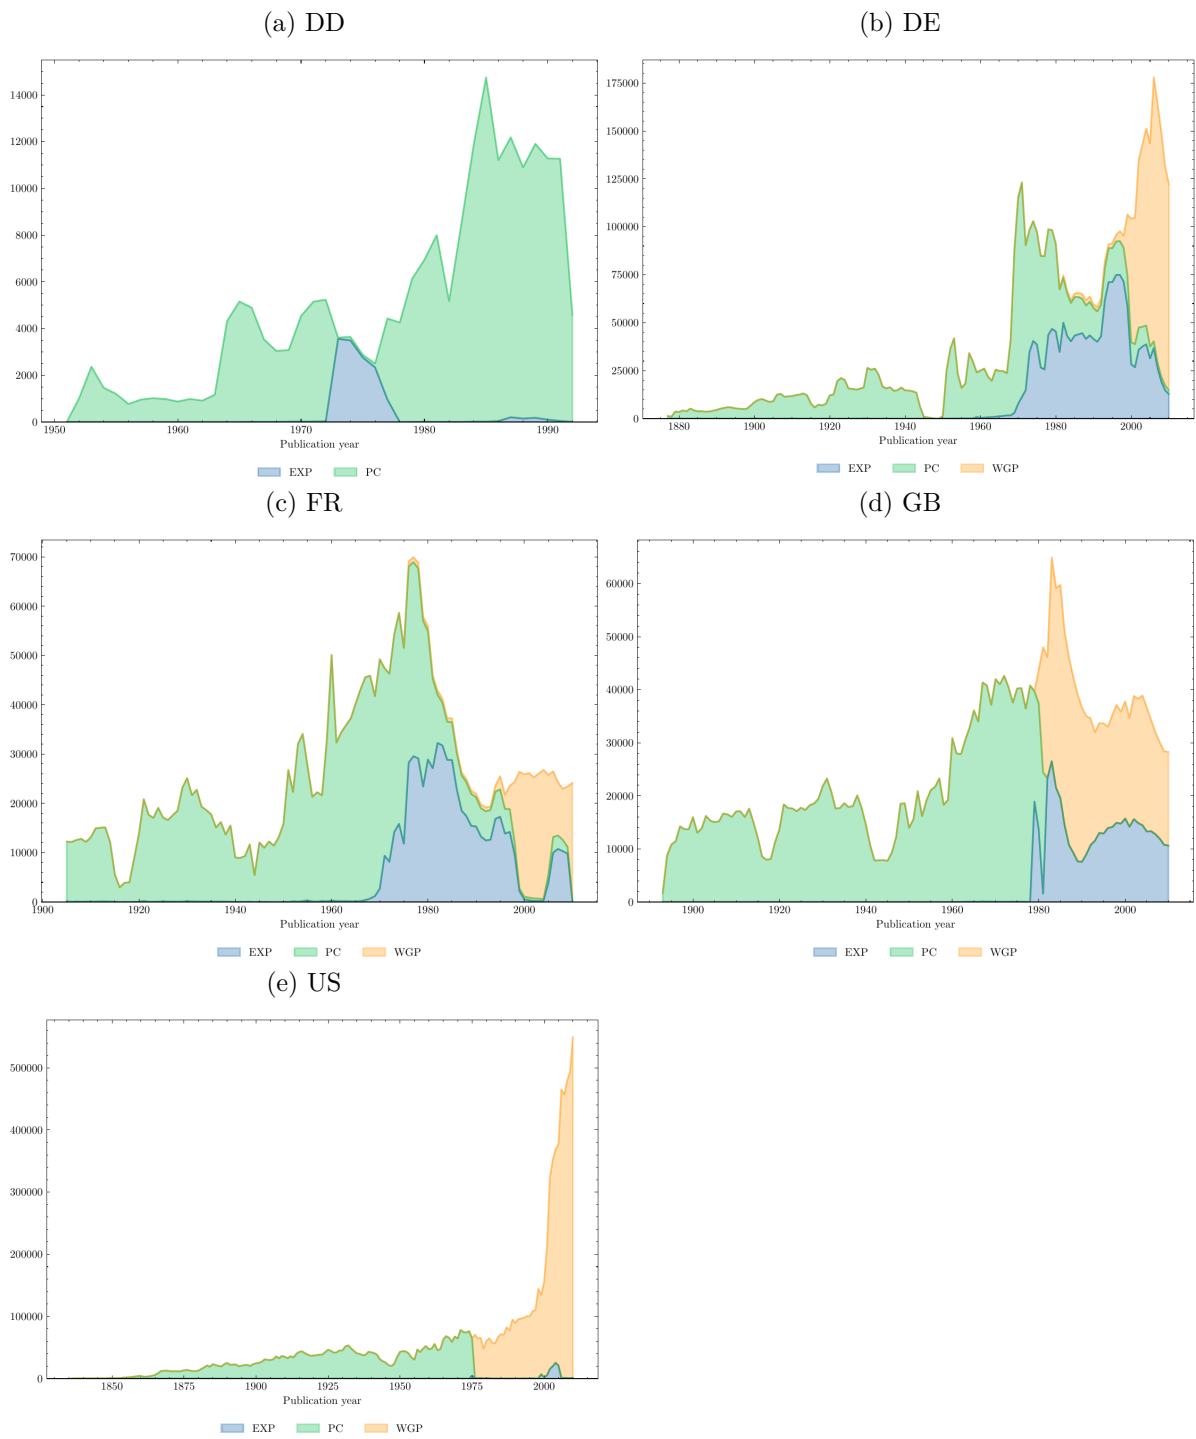 (a) DD
14000
12000
10000
8000
6000
4000
2000
0
1950 1960 1970 1980 1990
Publication year
EXP PC
(b) DE
175000
150000
125000
100000
75000
50000
25000
0
1880 1900 1920 1940 1960 1980 2000
Publication year
EXP PC WGP
(c) FR
70000
60000
50000
40000
30000
20000
10000
0
1900 1920 1940 1960 1980 2000
Publication year
EXP PC WGP
(d) GB
60000
50000
40000
30000
20000
10000
0
1900 1920 1940 1960 1980 2000
Publication year
EXP PC WGP
(e) US
500000
400000
300000
200000
100000
0
1850 1875 1900 1925 1950 1975 2000
Publication year
EXP PC WGP